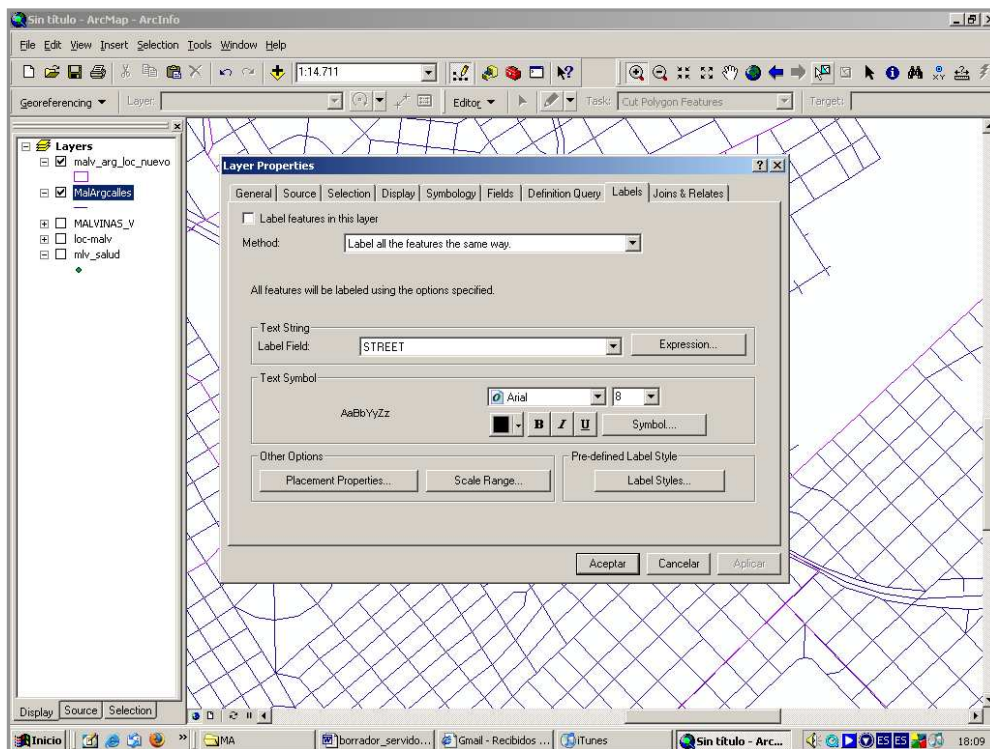 Sin título - ArcMap - ArcInfo
File Edit View Insert Selection Tools Window Help
1:14.711
Georeferencing Layer: Editor Task: Cut Polygon Features Target:
Layers
malv_arg_loc_nuevo
MalArgcalles
MALVINAS_V
loc-malv
mlv_salud
Layer Properties
General Source Selection Display Symbology Fields Definition Query Labels Joins & Relates
Label features in this layer
Method: Label all the features the same way.
All features will be labeled using the options specified.
Text String
Label Field: STREET Expression...
Text Symbol
AaBbYyZz
Arial 8
B I U Symbol...
Other Options
Placement Properties... Scale Range...
Pre-defined Label Style
Label Styles...
Aceptar Cancelar Aplicar
Display Source Selection
Inicio MA borrador_servido... Gmail - Recibidos ... iTunes Sin título - Arc... ES ES 18:09